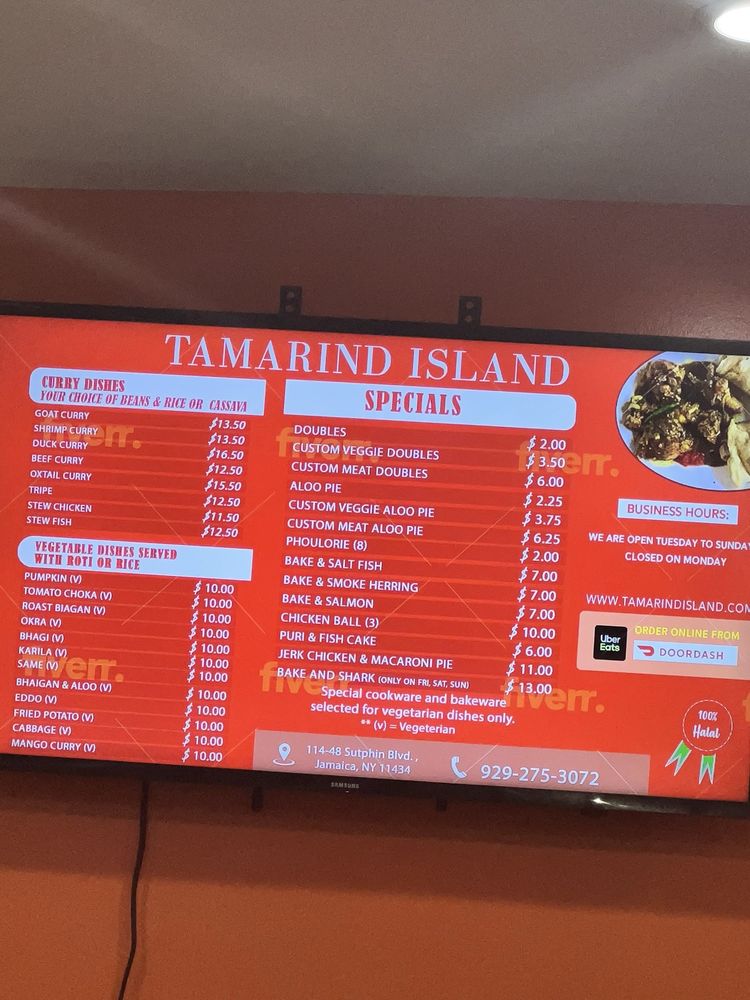 TAMARIND ISLAND
CURRY DISHES
YOUR CHOICE OF BEANS & RICE OR CASSAVA
GOAT CURRY $13.50
SHRIMP CURRY $13.50
DUCK CURRY $16.50
BEEF CURRY $12.50
OXTAIL CURRY $15.50
TRIPE $12.50
STEW CHICKEN $11.50
STEW FISH $12.50
VEGETABLE DISHES SERVED
WITH ROTI OR RICE
PUMPKIN (V) $ 10.00
TOMATO CHOKA (V) $ 10.00
ROAST BIAGAN (V) $ 10.00
OKRA (V) $ 10.00
BHAGI (V) $ 10.00
KARILA (V) $ 10.00
SAME (V) $ 10.00
BHAIGAN & ALOO (V) $ 10.00
EDDO (V) $ 10.00
FRIED POTATO (V) $ 10.00
CABBAGE (V) $ 10.00
MANGO CURRY (V) $ 10.00
SPECIALS
DOUBLES $ 2.00
CUSTOM VEGGIE DOUBLES $ 3.50
CUSTOM MEAT DOUBLES $ 6.00
ALOO PIE $ 2.25
CUSTOM VEGGIE ALOO PIE $ 3.75
CUSTOM MEAT ALOO PIE $ 6.25
PHOULORIE (8) $ 2.00
BAKE & SALT FISH $ 7.00
BAKE & SMOKE HERRING $ 7.00
BAKE & SALMON $ 7.00
CHICKEN BALL (3) $ 10.00
PURI & FISH CAKE $ 6.00
JERK CHICKEN & MACARONI PIE $ 11.00
BAKE AND SHARK (ONLY ON FRI, SAT, SUN) $ 13.00
Special cookware and bakeware
selected for vegetarian dishes only.
** (v) = Vegeterian
114-48 Sutphin Blvd.,
Jamaica, NY 11434
929-275-3072
BUSINESS HOURS:
WE ARE OPEN TUESDAY TO SUNDAY
CLOSED ON MONDAY
WWW.TAMARINDISLAND.COM
Uber
Eats
ORDER ONLINE FROM
DOORDASH
100%
Halal
fiverr.
fiverr.
fiverr.
fiverr.
fiverr.
fiverr.
SAMSUNG